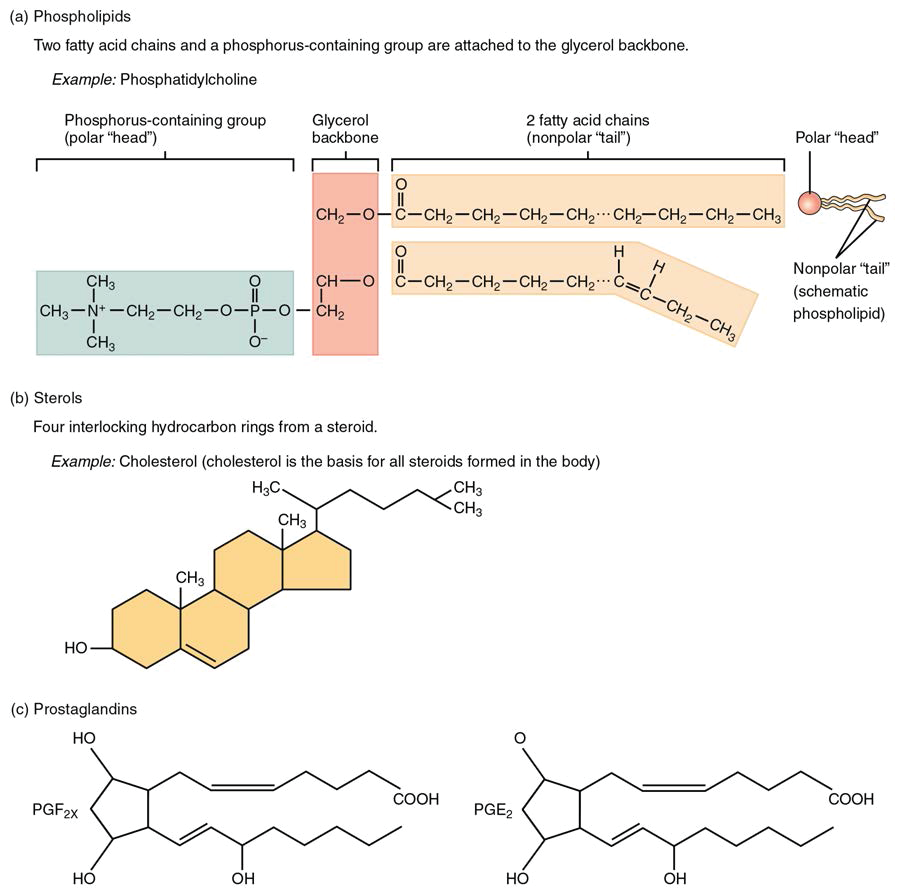 (a) Phospholipids
Two fatty acid chains and a phosphorus-containing group are attached to the glycerol backbone.
Example: Phosphatidylcholine
Phosphorus-containing group
(polar “head”)
Glycerol
backbone
2 fatty acid chains
(nonpolar “tail”)
Polar “head”
O
CH₂—O—C—CH₂—CH₂—CH₂—CH₂···CH₂—CH₂—CH₂—CH₃
O
H
H
CH—O
C—CH₂—CH₂—CH₂—CH₂···C=C—CH₂—CH₃
CH₃
O
CH₃—N⁺—CH₂—CH₂—O—P—O—CH₂
CH₃
O⁻
Nonpolar “tail”
(schematic
phospholipid)
(b) Sterols
Four interlocking hydrocarbon rings from a steroid.
Example: Cholesterol (cholesterol is the basis for all steroids formed in the body)
H₃C
CH₃
CH₃
CH₃
CH₃
HO
(c) Prostaglandins
HO
COOH
PGF₂ₓ
HO
OH
O
COOH
PGE₂
HO
OH